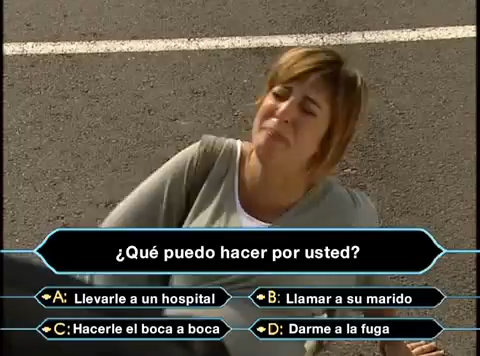 ¿Qué puedo hacer por usted?
A: Llevarle a un hospital
B: Llamar a su marido
C: Hacerle el boca a boca
D: Darme a la fuga